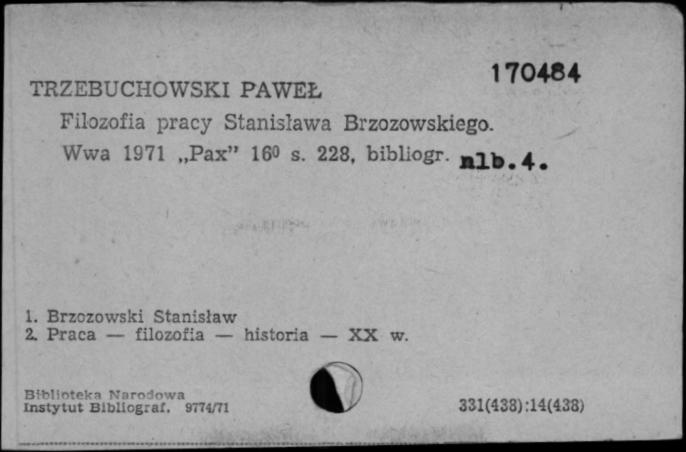 170484
TRZEBUCHOWSKI PAWEŁ
Filozofia pracy Stanisława Brzozowskiego.
Wwa 1971 „Pax” 16⁰ s. 228, bibliogr. nlb.4.
1. Brzozowski Stanisław
2. Praca — filozofia — historia — XX w.
Biblioteka Narodowa
Instytut Bibliograf. 9774/71
331(438):14(438)